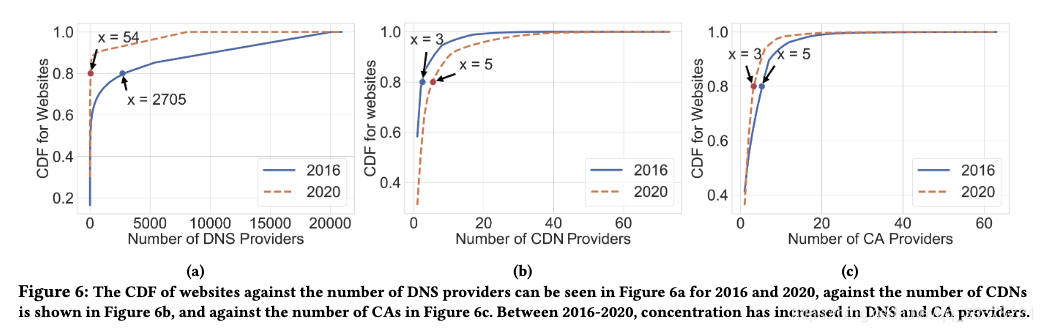 1.0
0.8
0.6
0.4
0.2
CDF for Websites
x = 54
x = 2705
2016
2020
0 5000 10000 15000 20000
Number of DNS Providers
(a)
1.0
0.8
0.6
0.4
CDF for websites
x = 3
x = 5
2016
2020
0 20 40 60
Number of CDN Providers
(b)
1.0
0.8
0.6
0.4
CDF for Websites
x = 3
x = 5
2016
2020
0 20 40 60
Number of CA Providers
(c)
Figure 6: The CDF of websites against the number of DNS providers can be seen in Figure 6a for 2016 and 2020, against the number of CDNs
is shown in Figure 6b, and against the number of CAs in Figure 6c. Between 2016-2020, concentration has increased in DNS and CA providers.